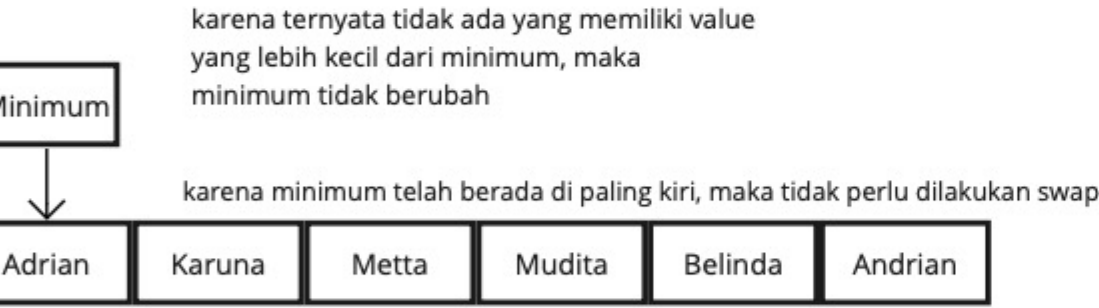 karena ternyata tidak ada yang memiliki value
yang lebih kecil dari minimum, maka
minimum tidak berubah
Minimum
karena minimum telah berada di paling kiri, maka tidak perlu dilakukan swap
Adrian Karuna Metta Mudita Belinda Andrian